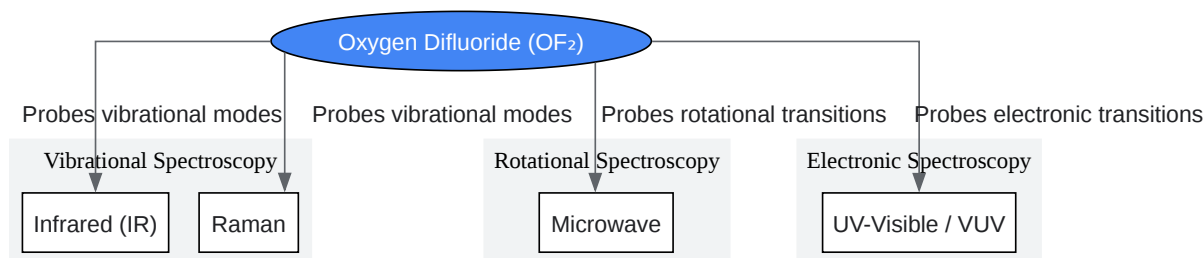 Oxygen Difluoride (OF₂)
Probes vibrational modes
Probes vibrational modes
Probes rotational transitions
Probes electronic transitions
Vibrational Spectroscopy
Rotational Spectroscopy
Electronic Spectroscopy
Infrared (IR)
Raman
Microwave
UV-Visible / VUV